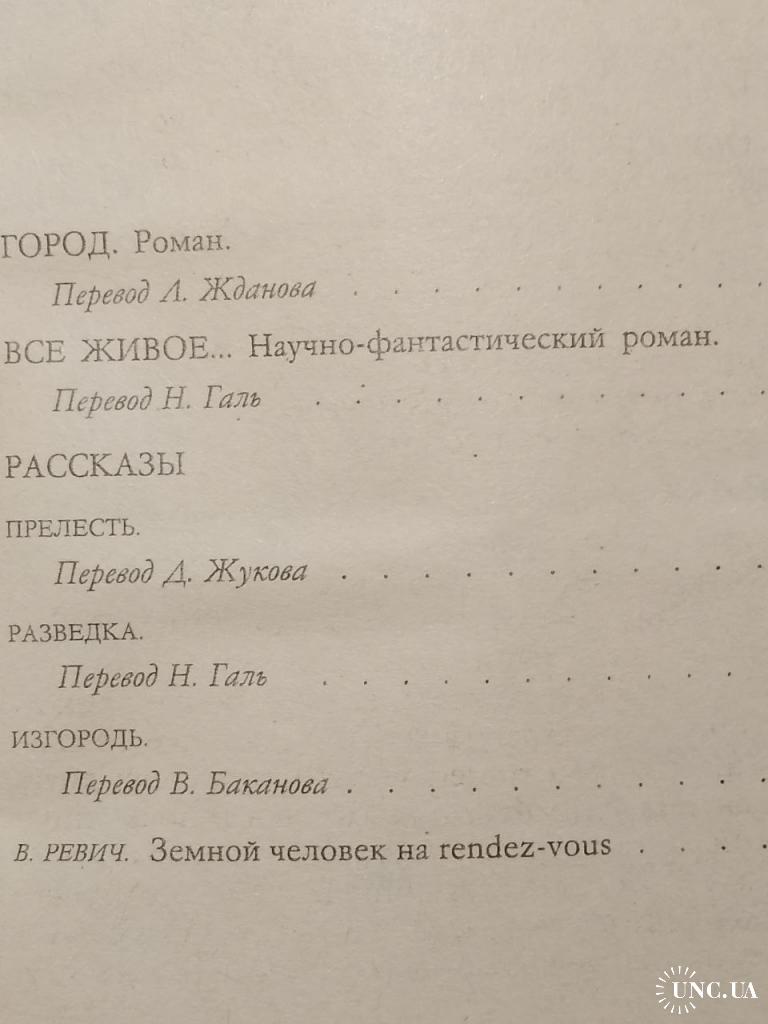 ГОРОД. Роман.
Перевод Л. Жданова . . . . . . . . . . .
ВСЕ ЖИВОЕ... Научно-фантастический роман.
Перевод Н. Галь . . . . . . . . . . . .
РАССКАЗЫ
ПРЕЛЕСТЬ.
Перевод Д. Жукова . . . . . . . . . . .
РАЗВЕДКА.
Перевод Н. Галь . . . . . . . . . . .
ИЗГОРОДЬ.
Перевод В. Баканова . . . . . . . . . . .
В. РЕВИЧ. Земной человек на rendez-vous . . . .
UNC.UA